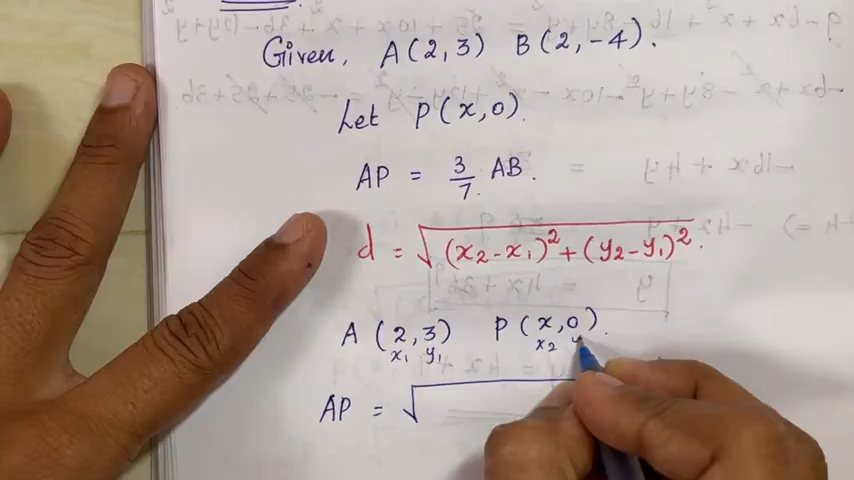 Given, A(2,3) B(2,-4).
Let P(x,0).
AP = 3/7 AB.
d = √(x₂-x₁)²+(y₂-y₁)².
A (2,3) P(x,0).
x₁ y₁ x₂
AP = √